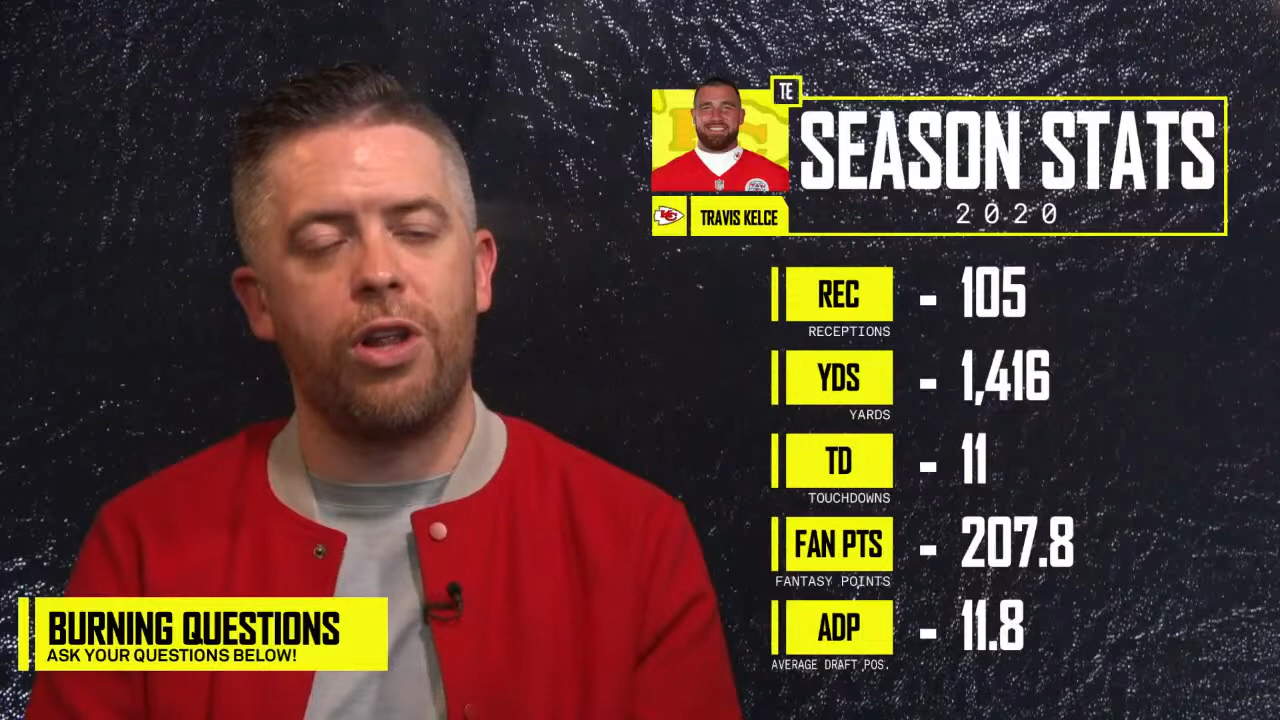 TE
SEASON STATS
2020
KC
TRAVIS KELCE
REC - 105
RECEPTIONS
YDS - 1,416
YARDS
TD - 11
TOUCHDOWNS
FAN PTS - 207.8
FANTASY POINTS
ADP - 11.8
AVERAGE DRAFT POS.
BURNING QUESTIONS
ASK YOUR QUESTIONS BELOW!